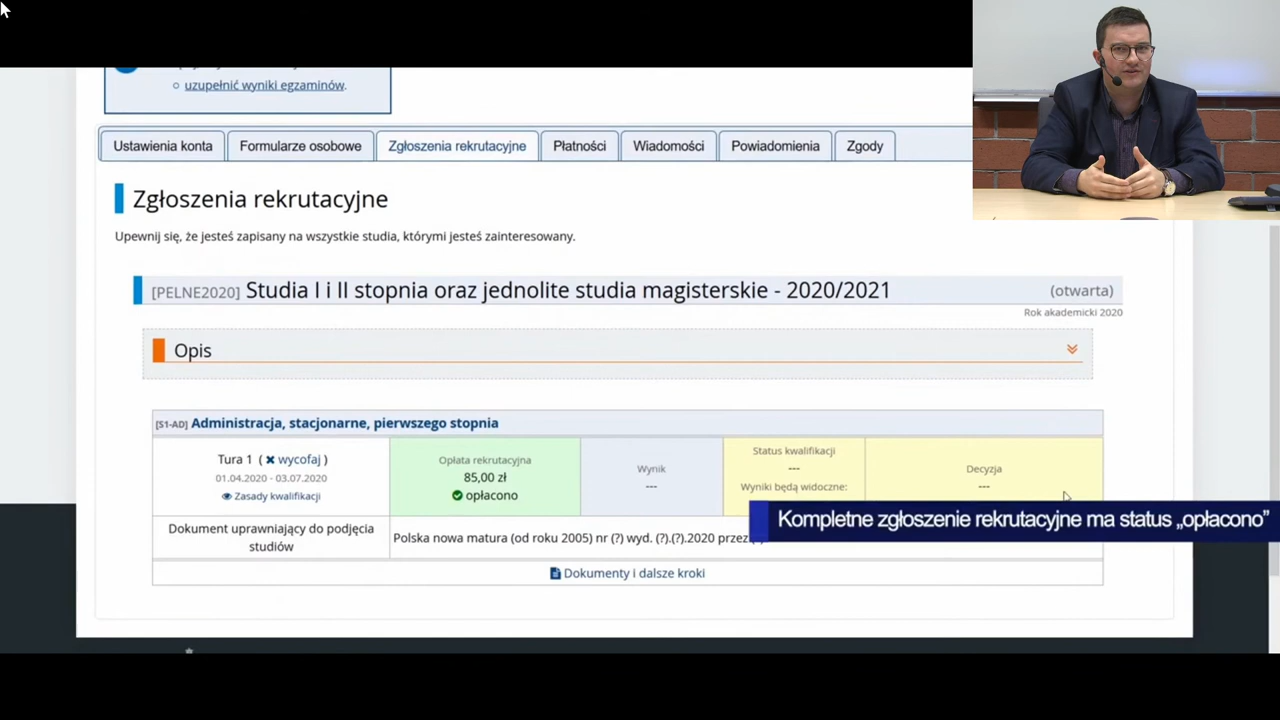 uzupełnić wyniki egzaminów.
Ustawienia konta Formularze osobowe Zgłoszenia rekrutacyjne Płatności Wiadomości Powiadomienia Zgody
Zgłoszenia rekrutacyjne
Upewnij się, że jesteś zapisany na wszystkie studia, którymi jesteś zainteresowany.
[PELNE2020] Studia I i II stopnia oraz jednolite studia magisterskie - 2020/2021 (otwarta)
Rok akademicki 2020
Opis
[S1-AD] Administracja, stacjonarne, pierwszego stopnia
Tura 1 ( wycofaj )
01.04.2020 - 03.07.2020
Zasady kwalifikacji
Opłata rekrutacyjna
85,00 zł
opłacono
Wynik
---
Status kwalifikacji
---
Wyniki będą widoczne:
Decyzja
---
Kompletne zgłoszenie rekrutacyjne ma status „opłacono”
Dokument uprawniający do podjęcia
studiów
Polska nowa matura (od roku 2005) nr (?) wyd. (?).(?).2020 przez
Dokumenty i dalsze kroki